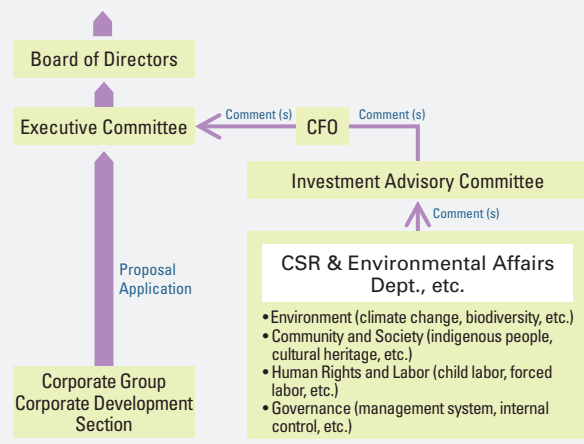 Board of Directors
Executive Committee
Comment (s)
CFO
Comment (s)
Investment Advisory Committee
Comment (s)
CSR & Environmental Affairs
Dept., etc.
•Environment (climate change, biodiversity, etc.)
•Community and Society (indigenous people,
cultural heritage, etc.)
•Human Rights and Labor (child labor, forced
labor, etc.)
•Governance (management system, internal
control, etc.)
Proposal
Application
Corporate Group
Corporate Development
Section